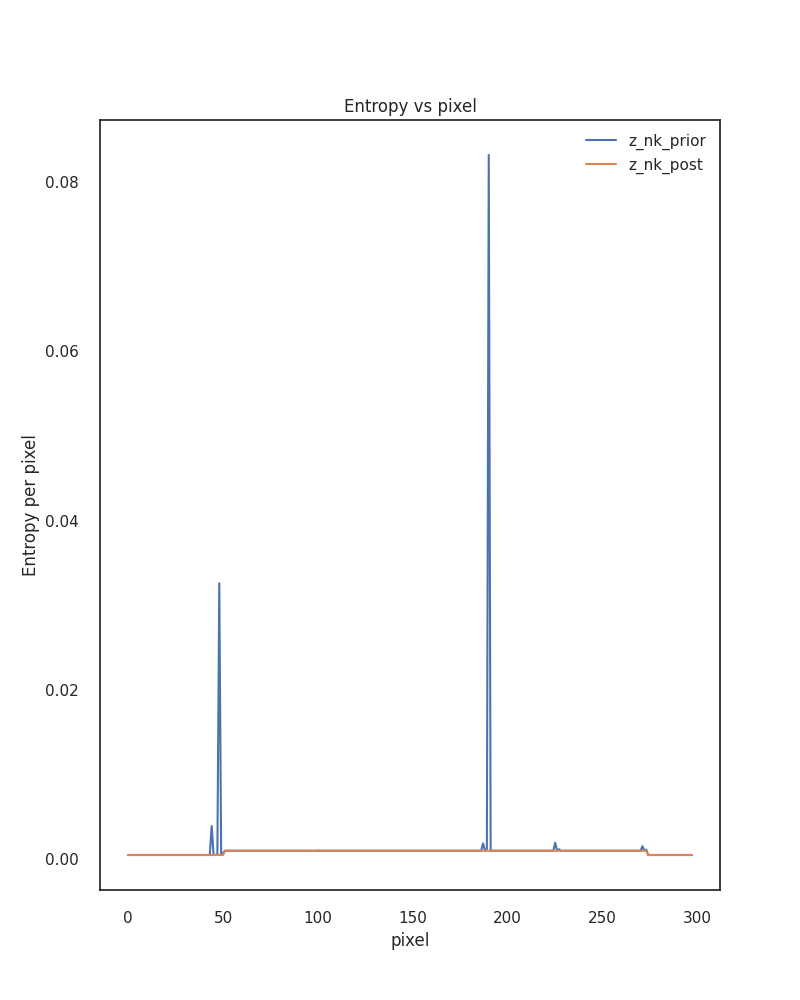 Entropy vs pixel
z_nk_prior
z_nk_post
Entropy per pixel
0.08
0.06
0.04
0.02
0.00
0 50 100 150 200 250 300
pixel